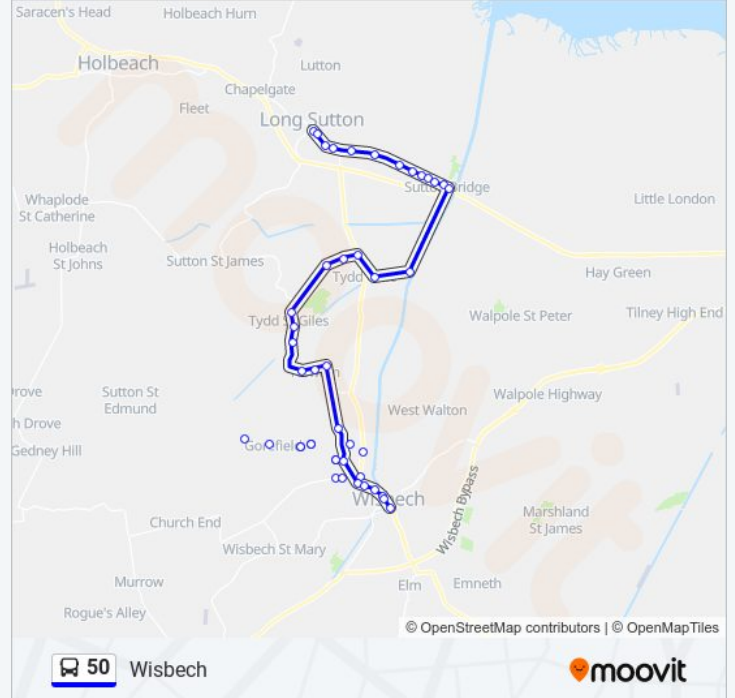 Saracen's Head
Holbeach Hurn
Holbeach
Lutton
Chapelgate
Fleet
Long Sutton
Whaplode
St Catherine
Little London
Holbeach
St Johns
Sutton St James
Tydd
Hay Green
Tydd St Giles
Walpole St Peter
Tilney High End
Sutton St
Edmund
Walpole Highway
West Walton
h Drove
Gedney Hill
Gorefield
Wisbech
Wisbech Bypass
Marshland
St James
Church End
Wisbech St Mary
Murrow
Elm
Emneth
Rogue's Alley
moovit
© OpenStreetMap contributors | © OpenMapTiles
50 Wisbech
moovit